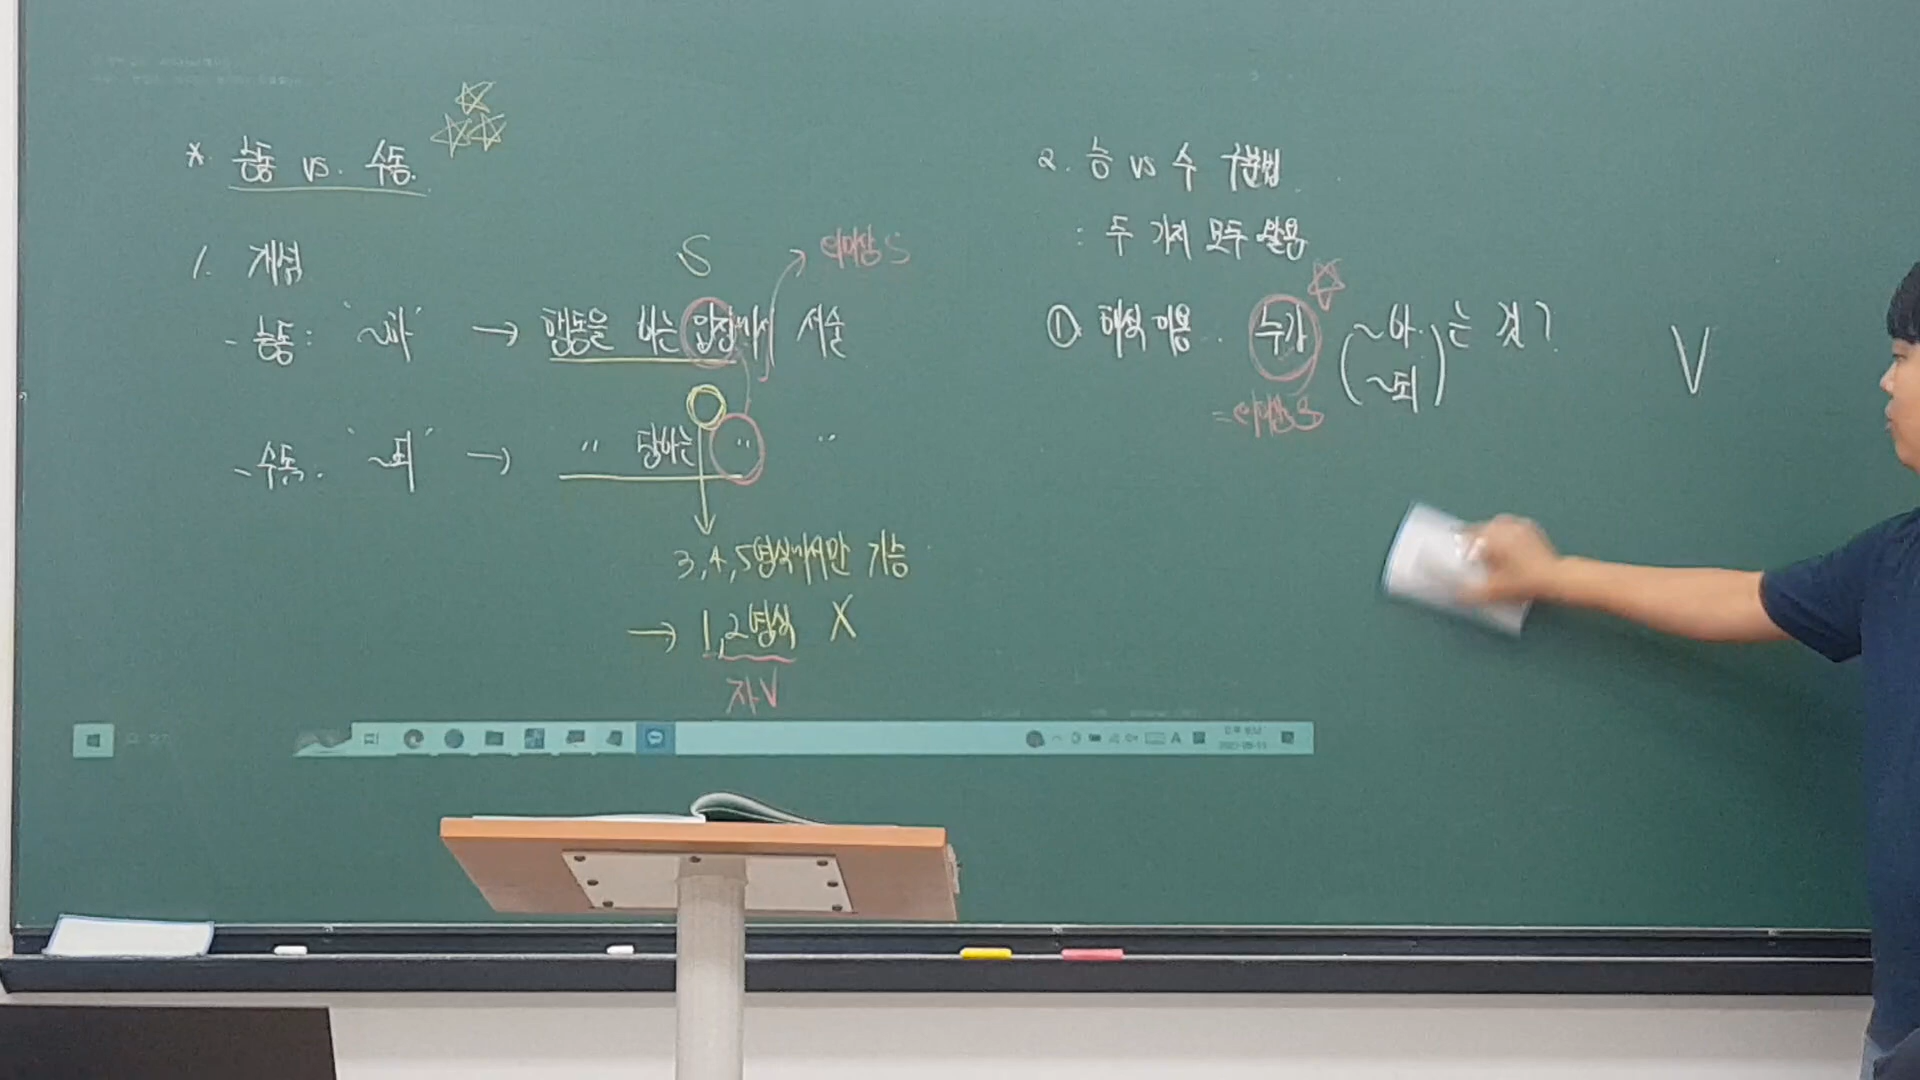 * 능동 vs. 수동.
1. 개념
S
의미상 S
- 능동: "~하" → 행동을 하는 입장에서 서술
- 수동. "~되" → " 당하는 " "
3,4,5형식에서만 가능
→ 1,2형식 X
자V
2. 능 vs 수 구분법
: 두 가지 모두 활용
① 해석 이용.. 누가 (~하. ~되) 는 것?
= 의미상 S
V